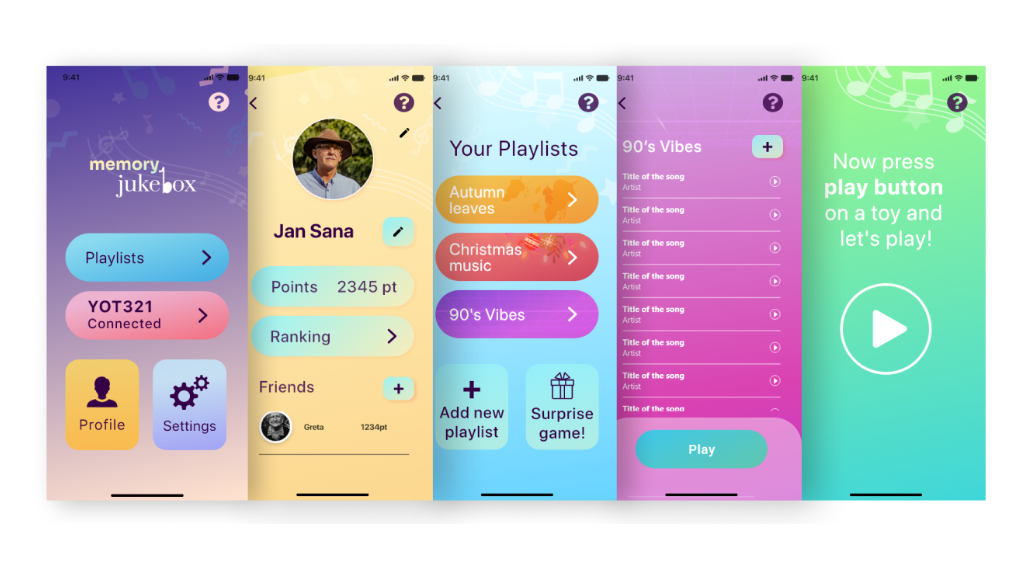 9:41
?
memory
jukebox
Playlists
YOT321
Connected
Profile
Settings
9:41
?
Jan Sana
Points 2345 pt
Ranking
Friends
+
Greta 1234pt
9:41
?
Your Playlists
Autumn
leaves
Christmas
music
90's Vibes
+
Add new
playlist
Surprise
game!
9:41
?
90's Vibes
+
Title of the song
Artist
Title of the song
Artist
Title of the song
Artist
Title of the song
Artist
Title of the song
Artist
Title of the song
Artist
Title of the song
Artist
Title of the song
Play
9:41
?
Now press
play button
on a toy and
let's play!